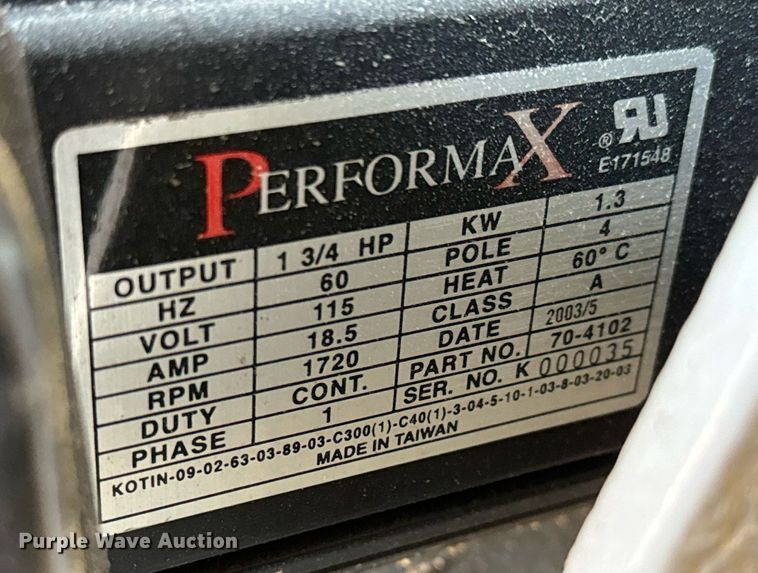 PERFORMAX
® RU
E171548
OUTPUT 1 3/4 HP KW 1.3
HZ 60 POLE 4
VOLT 115 HEAT 60° C
AMP 18.5 CLASS A
RPM 1720 DATE 2003/5
DUTY CONT. PART NO. 70-4102
PHASE 1 SER. NO. K 000035
KOTIN-09-02-63-03-89-03-C300(1)-C40(1)-3-04-5-10-1-03-8-03-20-03
MADE IN TAIWAN
Purple Wave Auction